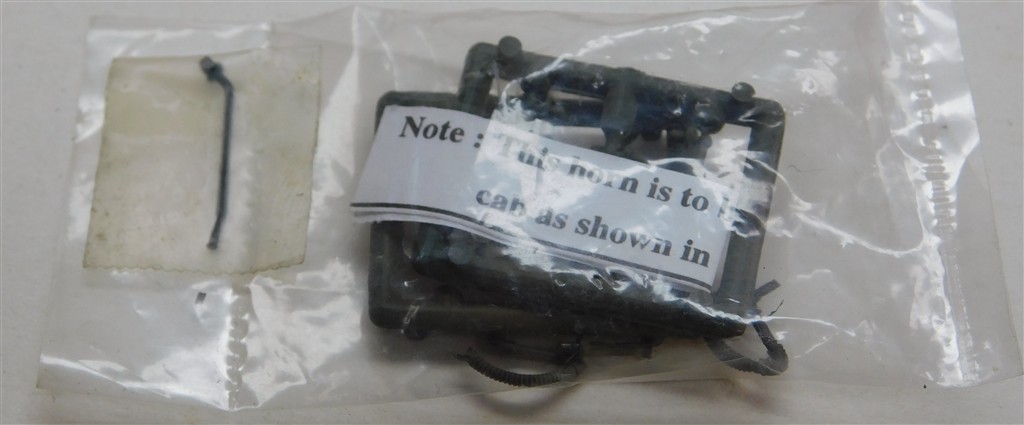 Note : This horn is to
cab as shown in